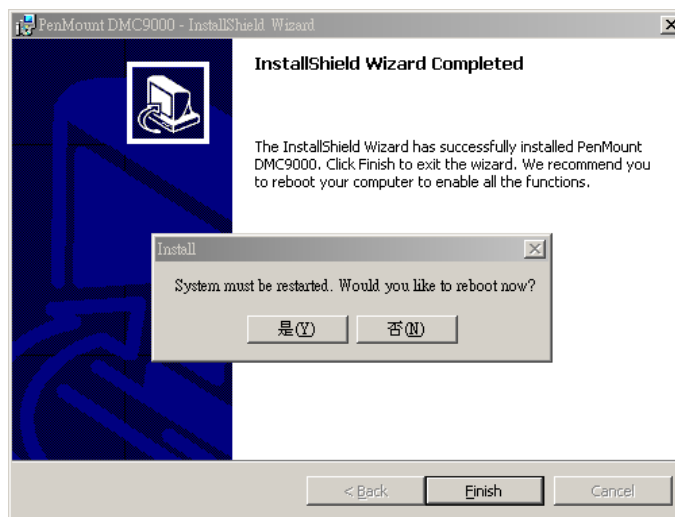 PenMount DMC9000 - InstallShield Wizard
InstallShield Wizard Completed
The InstallShield Wizard has successfully installed PenMount
DMC9000. Click Finish to exit the wizard. We recommend you
to reboot your computer to enable all the functions.
Install
System must be restarted. Would you like to reboot now?
是(Y)
否(N)
< Back
Finish
Cancel